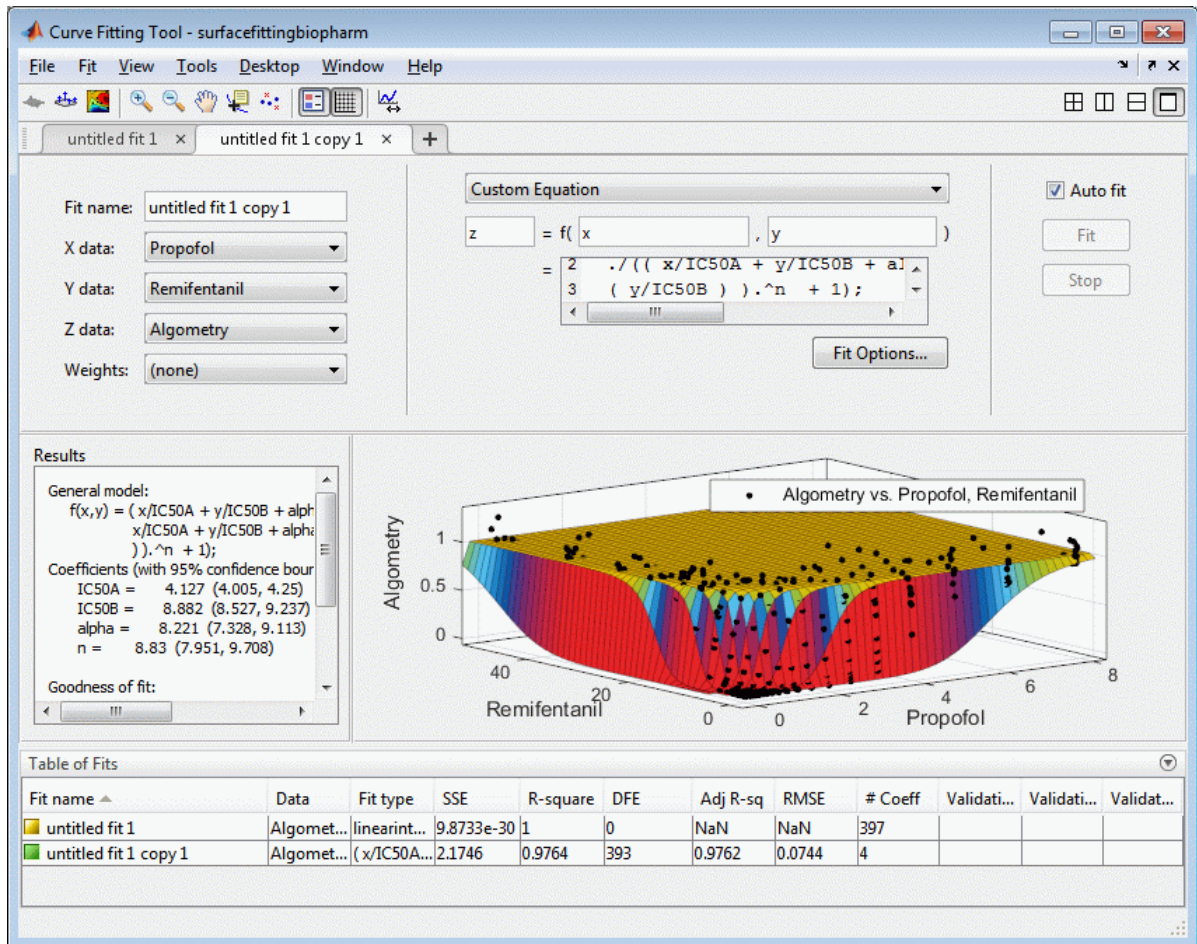 Curve Fitting Tool - surfacefittingbiopharm
File Fit View Tools Desktop Window Help
untitled fit 1 × untitled fit 1 copy 1 × +
Fit name: untitled fit 1 copy 1
X data: Propofol
Y data: Remifentanil
Z data: Algometry
Weights: (none)
Custom Equation
z = f( x , y )
=
2 ./(( x/IC50A + y/IC50B + al
3 ( y/IC50B ) ).^n + 1);
Fit Options...
Auto fit
Fit
Stop
Results
General model:
f(x,y) = ( x/IC50A + y/IC50B + alph
x/IC50A + y/IC50B + alpha
) ).^n + 1);
Coefficients (with 95% confidence boun
IC50A = 4.127 (4.005, 4.25)
IC50B = 8.882 (8.527, 9.237)
alpha = 8.221 (7.328, 9.113)
n = 8.83 (7.951, 9.708)
Goodness of fit:
Algometry vs. Propofol, Remifentanil
Algometry
1
0.5
0
40
20
0
Remifentanil
0
2
4
6
8
Propofol
Table of Fits
Fit name Data Fit type SSE R-square DFE Adj R-sq RMSE # Coeff Validati... Validati... Validat...
untitled fit 1 Algomet... linearint... 9.8733e-30 1 0 NaN NaN 397
untitled fit 1 copy 1 Algomet... ( x/IC50A... 2.1746 0.9764 393 0.9762 0.0744 4